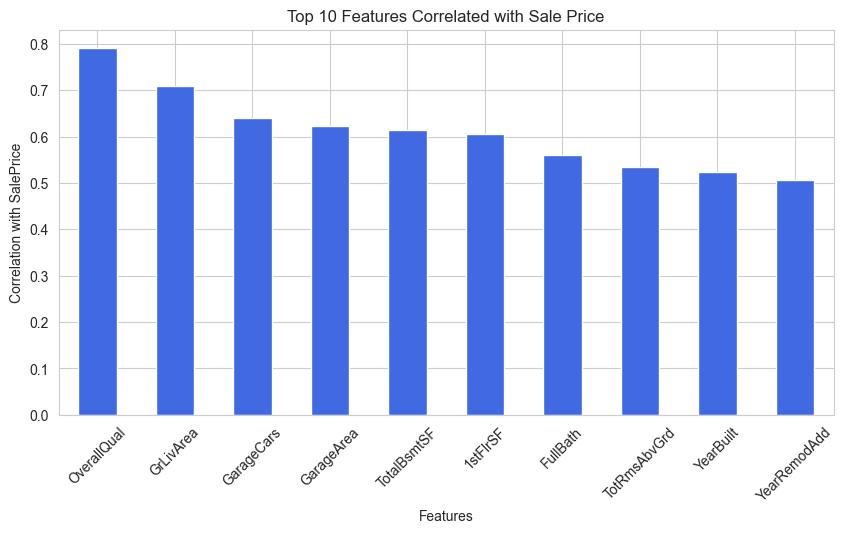 Top 10 Features Correlated with Sale Price
Correlation with SalePrice
0.8
0.7
0.6
0.5
0.4
0.3
0.2
0.1
0.0
OverallQual
GrLivArea
GarageCars
GarageArea
TotalBsmtSF
1stFlrSF
FullBath
TotRmsAbvGrd
YearBuilt
YearRemodAdd
Features